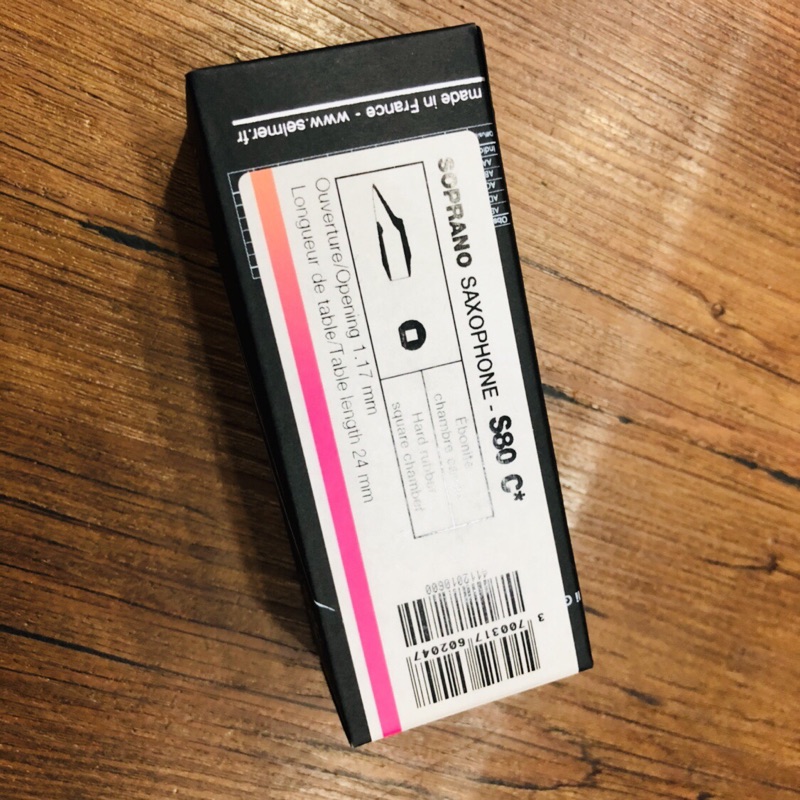 made in France - www.selmer.fr
SOPRANO SAXOPHONE - S80 C*
Ebonite
chambre
Hard rubber
square chamber
Ouverture/Opening 1.17 mm
Longueur de table/Table length 24 mm
3 700317 602047